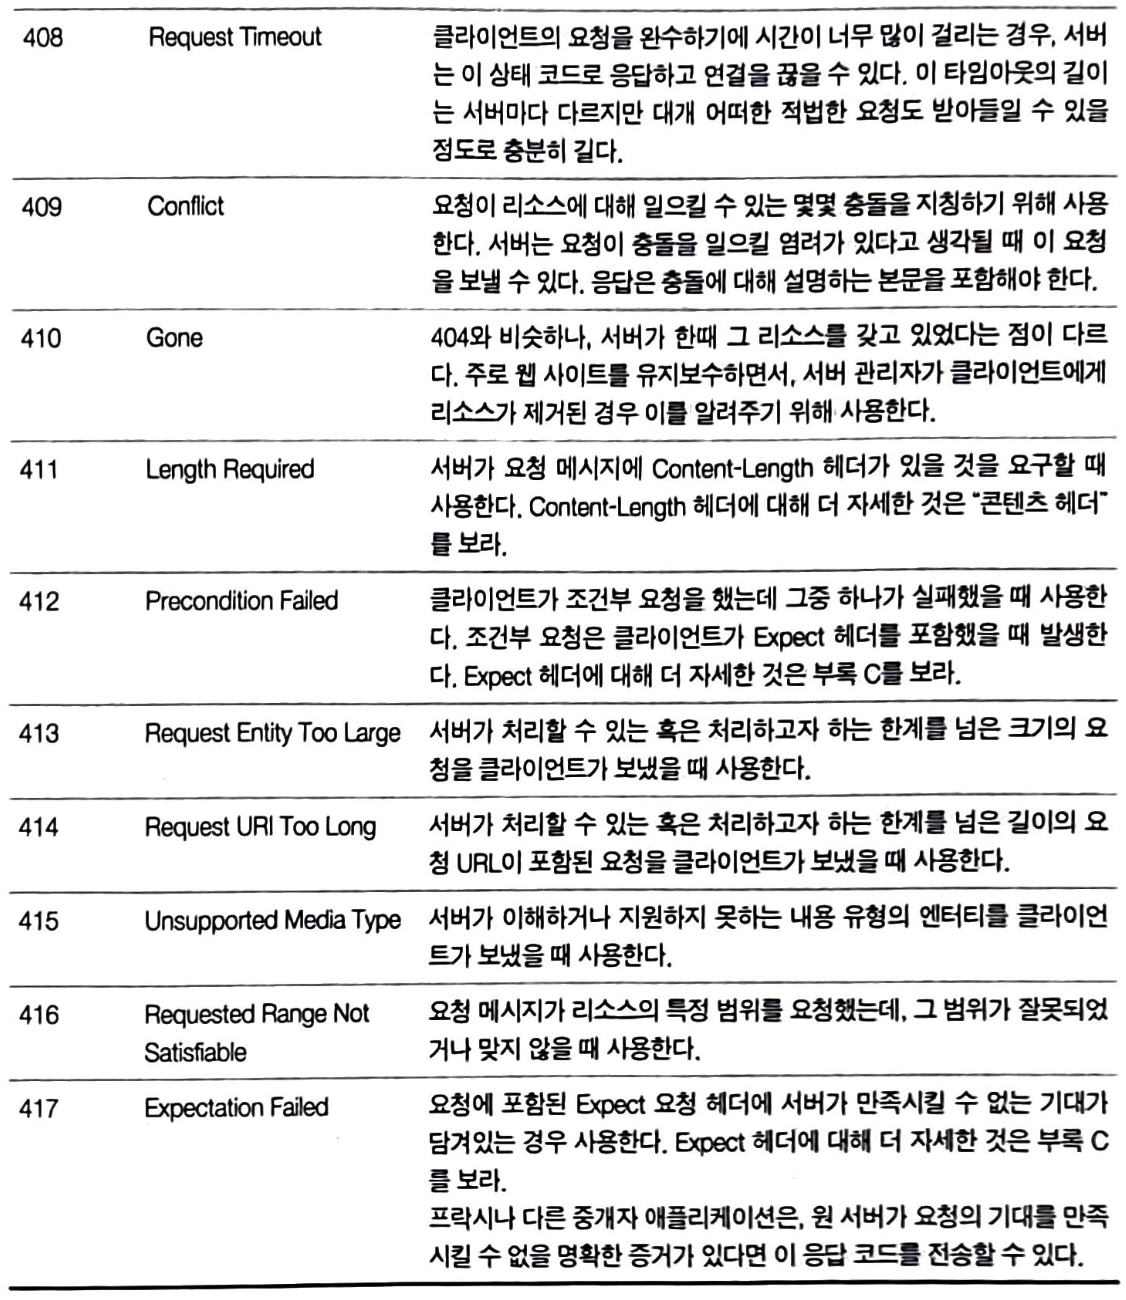 408 Request Timeout 클라이언트의 요청을 완수하기에 시간이 너무 많이 걸리는 경우, 서버
는 이 상태 코드로 응답하고 연결을 끊을 수 있다. 이 타임아웃의 길이
는 서버마다 다르지만 대개 어떠한 적법한 요청도 받아들일 수 있을
정도로 충분히 길다.
409 Conflict 요청이 리소스에 대해 일으킬 수 있는 몇몇 충돌을 지칭하기 위해 사용
한다. 서버는 요청이 충돌을 일으킬 염려가 있다고 생각될 때 이 요청
을 보낼 수 있다. 응답은 충돌에 대해 설명하는 본문을 포함해야 한다.
410 Gone 404와 비슷하나, 서버가 한때 그 리소스를 갖고 있었다는 점이 다르
다. 주로 웹 사이트를 유지보수하면서, 서버 관리자가 클라이언트에게
리소스가 제거된 경우 이를 알려주기 위해 사용한다.
411 Length Required 서버가 요청 메시지에 Content-Length 헤더가 있을 것을 요구할 때
사용한다. Content-Length 헤더에 대해 더 자세한 것은 “콘텐츠 헤더”
를 보라.
412 Precondition Failed 클라이언트가 조건부 요청을 했는데 그중 하나가 실패했을 때 사용한
다. 조건부 요청은 클라이언트가 Expect 헤더를 포함했을 때 발생한
다. Expect 헤더에 대해 더 자세한 것은 부록 C를 보라.
413 Request Entity Too Large 서버가 처리할 수 있는 혹은 처리하고자 하는 한계를 넘은 크기의 요
청을 클라이언트가 보냈을 때 사용한다.
414 Request URI Too Long 서버가 처리할 수 있는 혹은 처리하고자 하는 한계를 넘은 길이의 요
청 URL이 포함된 요청을 클라이언트가 보냈을 때 사용한다.
415 Unsupported Media Type 서버가 이해하거나 지원하지 못하는 내용 유형의 엔터티를 클라이언
트가 보냈을 때 사용한다.
416 Requested Range Not 요청 메시지가 리소스의 특정 범위를 요청했는데, 그 범위가 잘못되었
Satisfiable 거나 맞지 않을 때 사용한다.
417 Expectation Failed 요청에 포함된 Expect 요청 헤더에 서버가 만족시킬 수 없는 기대가
담겨있는 경우 사용한다. Expect 헤더에 대해 더 자세한 것은 부록 C
를 보라.
프락시나 다른 중개자 애플리케이션은, 원 서버가 요청의 기대를 만족
시킬 수 없을 명확한 증거가 있다면 이 응답 코드를 전송할 수 있다.